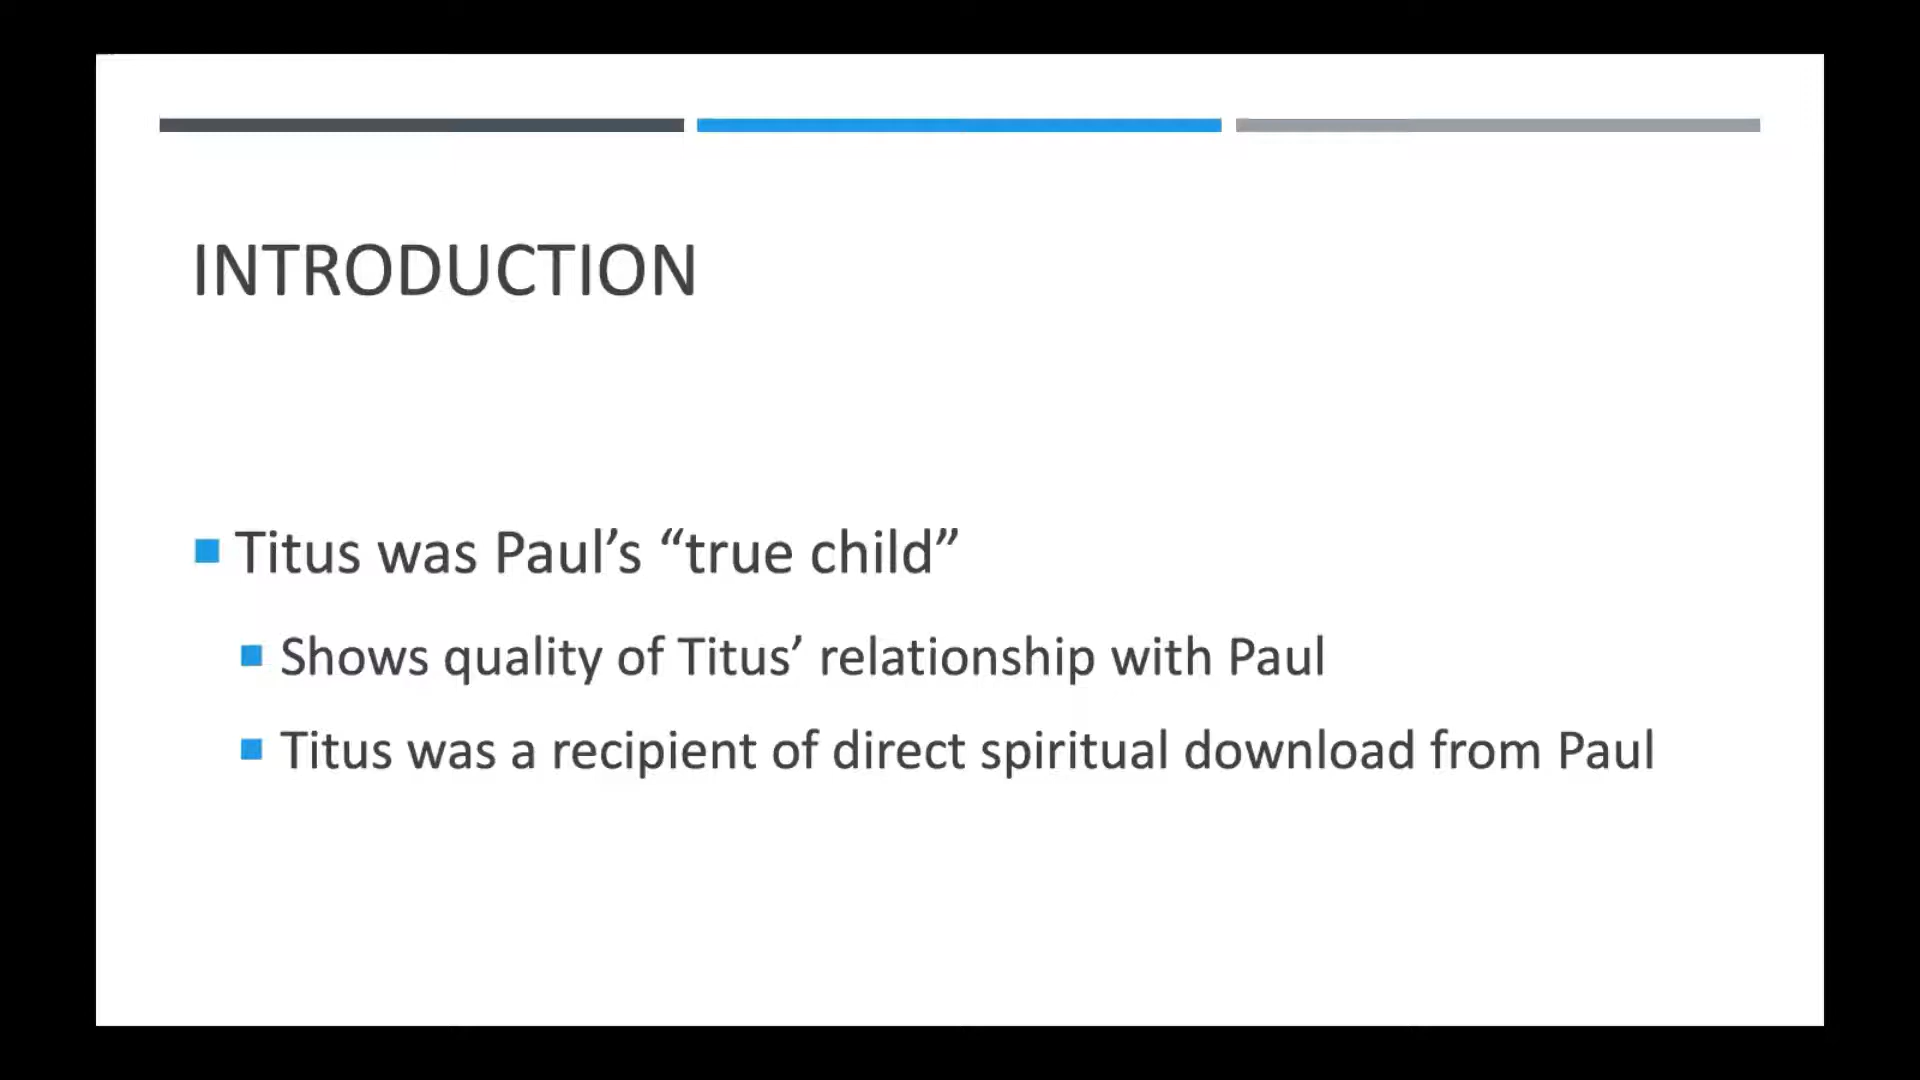 INTRODUCTION
Titus was Paul’s “true child”
Shows quality of Titus’ relationship with Paul
Titus was a recipient of direct spiritual download from Paul